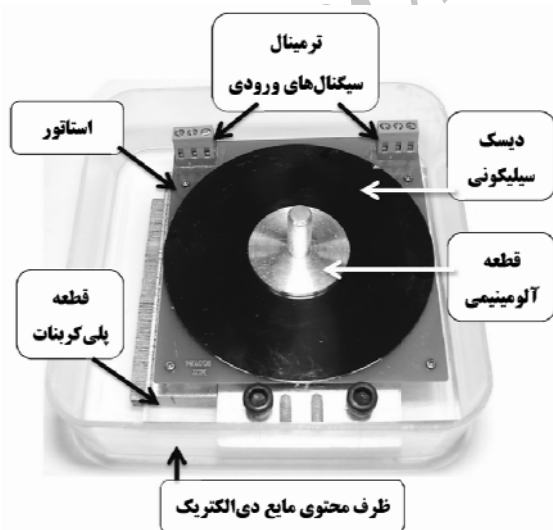 ترمینال
سیگنال‌های ورودی
استاتور
دیسک
سیلیکونی
قطعه
آلومینیمی
قطعه
پلی‌کربنات
ظرف محتوی مایع دی‌الکتریک